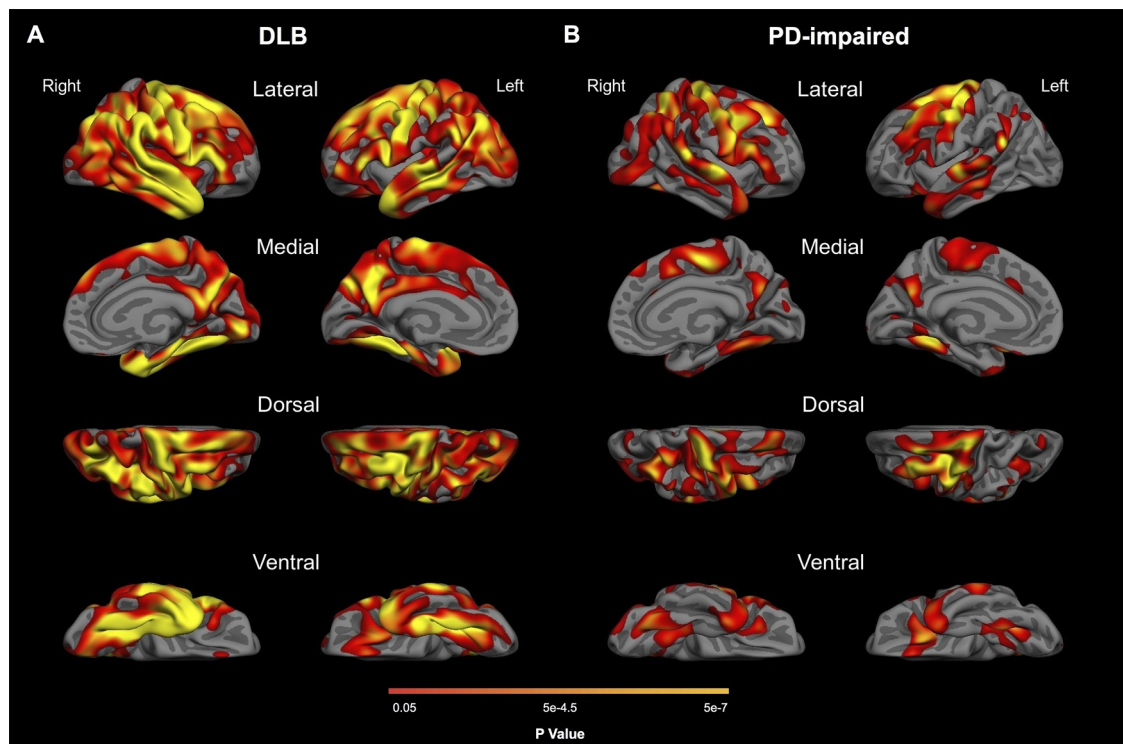 A DLB B PD-impaired
Right Lateral Left Right Lateral Left
Medial Medial
Dorsal Dorsal
Ventral Ventral
0.05 5e-4.5 5e-7
P Value